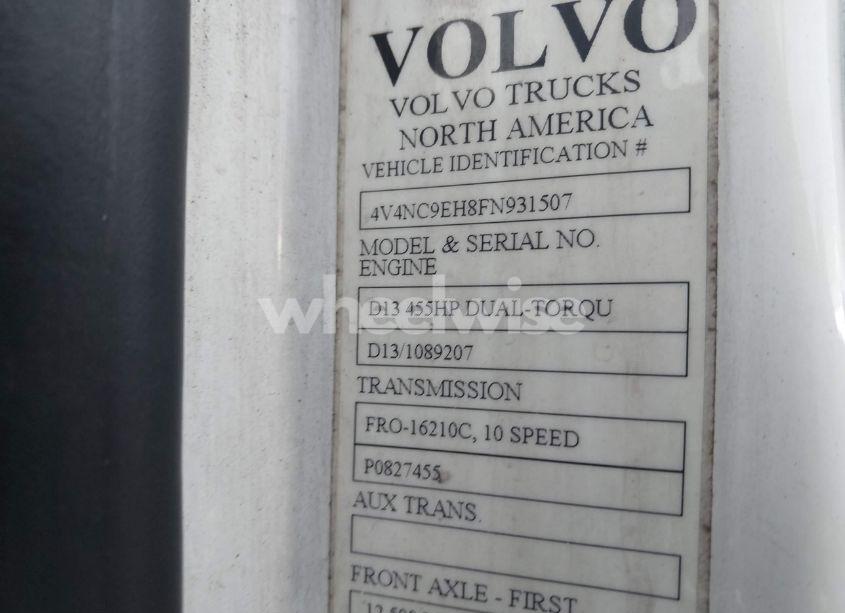 VOLVO
VOLVO TRUCKS
NORTH AMERICA
VEHICLE IDENTIFICATION #
4V4NC9EH8FN931507
MODEL & SERIAL NO.
ENGINE
D13 455HP DUAL-TORQU
wheelwise
D13/1089207
TRANSMISSION
FRO-16210C, 10 SPEED
P0827455
AUX TRANS.
FRONT AXLE - FIRST